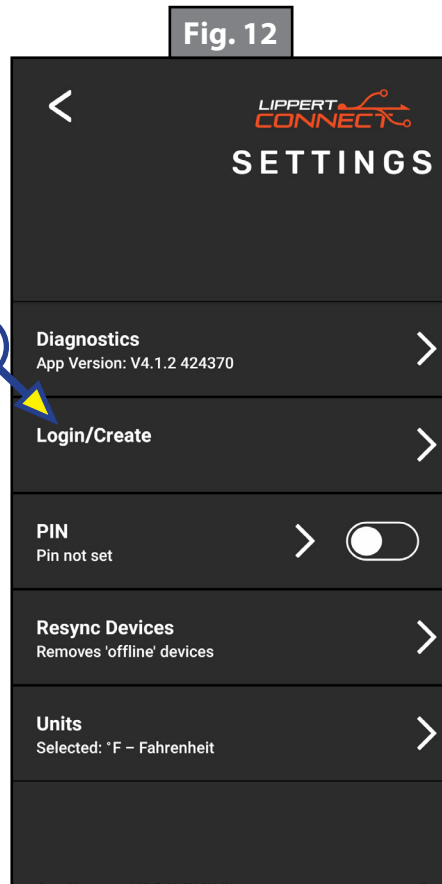 Fig. 12
LIPPERT
CONNECT
SETTINGS
Diagnostics
App Version: V4.1.2 424370
Login/Create
PIN
Pin not set
Resync Devices
Removes 'offline' devices
Units
Selected: °F – Fahrenheit